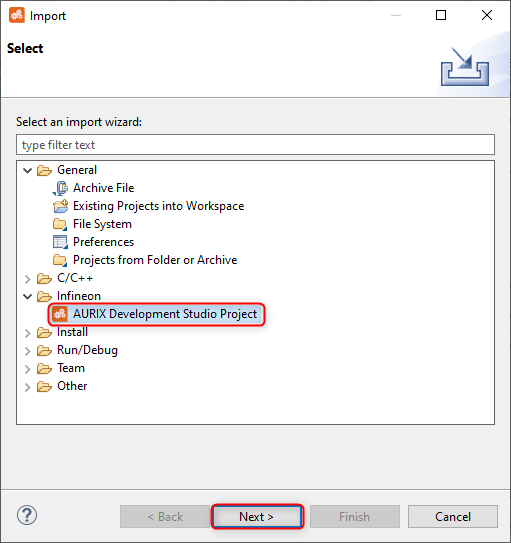 Import
Select
Select an import wizard:
type filter text
General
Archive File
Existing Projects into Workspace
File System
Preferences
Projects from Folder or Archive
C/C++
Infineon
AURIX Development Studio Project
Install
Run/Debug
Team
Other
?
< Back
Next >
Finish
Cancel